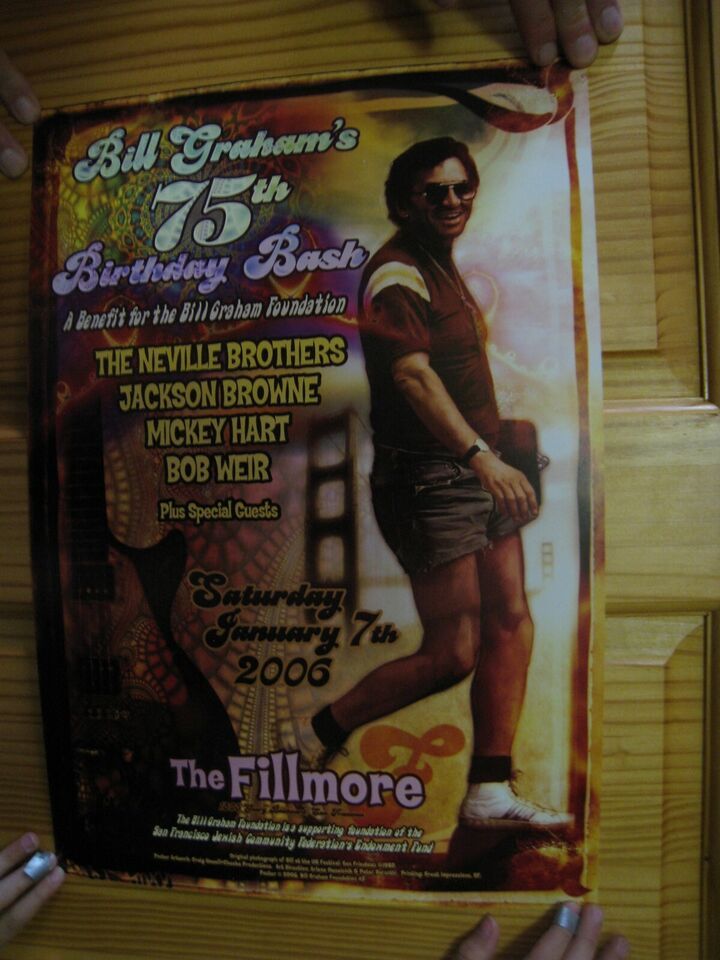 Bill Graham's
75th
Birthday Bash
A Benefit for the Bill Graham Foundation
THE NEVILLE BROTHERS
JACKSON BROWNE
MICKEY HART
BOB WEIR
Plus Special Guests
Saturday
January 7th
2006
The Fillmore
The Bill Graham Foundation is a supporting foundation of the
San Francisco Jewish Community Federation's Endowment Fund